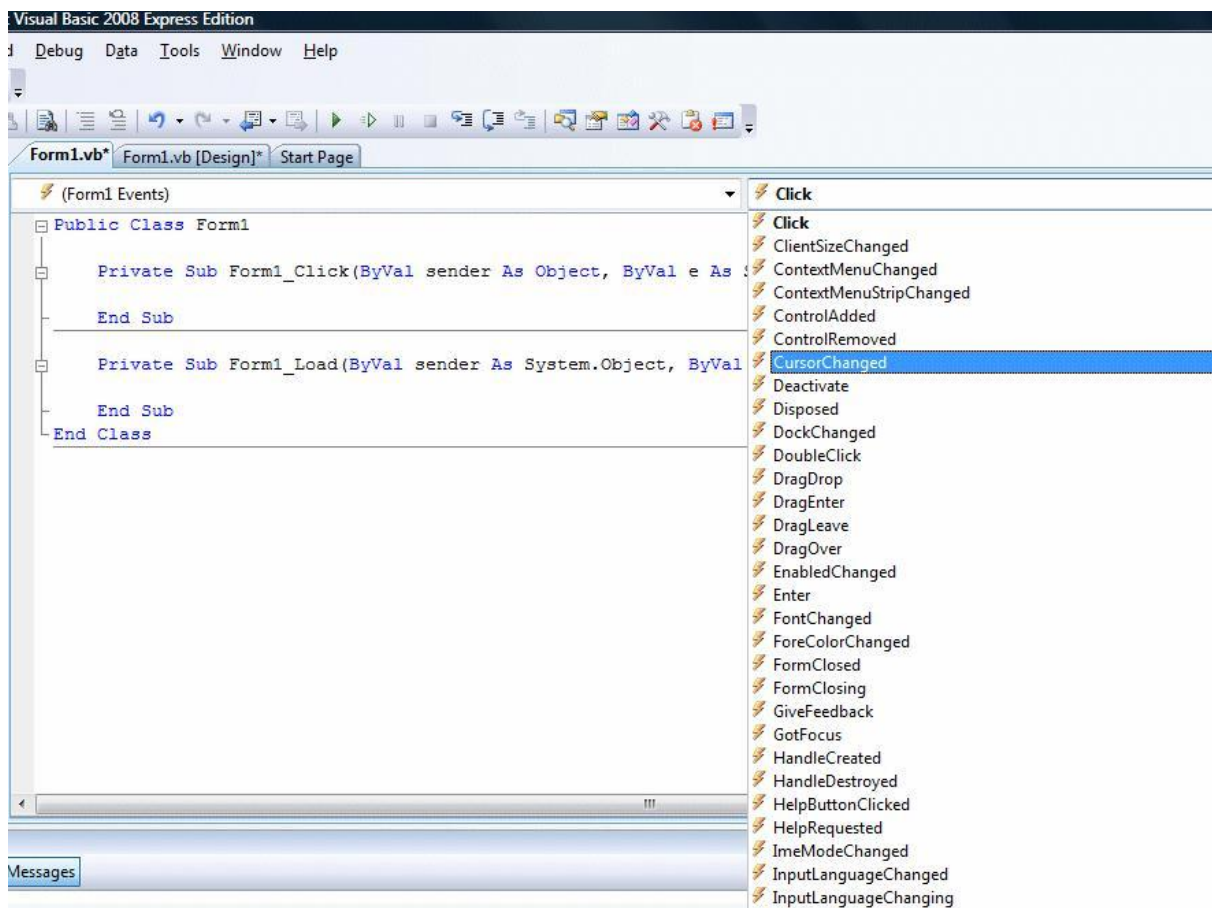 Visual Basic 2008 Express Edition
Debug Data Tools Window Help
Form1.vb* Form1.vb [Design]* Start Page
(Form1 Events) Click
Public Class Form1
Private Sub Form1_Click(ByVal sender As Object, ByVal e As
End Sub
Private Sub Form1_Load(ByVal sender As System.Object, ByVal
End Sub
End Class
Click
ClientSizeChanged
ContextMenuChanged
ContextMenuStripChanged
ControlAdded
ControlRemoved
CursorChanged
Deactivate
Disposed
DockChanged
DoubleClick
DragDrop
DragEnter
DragLeave
DragOver
EnabledChanged
Enter
FontChanged
ForeColorChanged
FormClosed
FormClosing
GiveFeedback
GotFocus
HandleCreated
HandleDestroyed
HelpButtonClicked
HelpRequested
ImeModeChanged
InputLanguageChanged
InputLanguageChanging
Messages